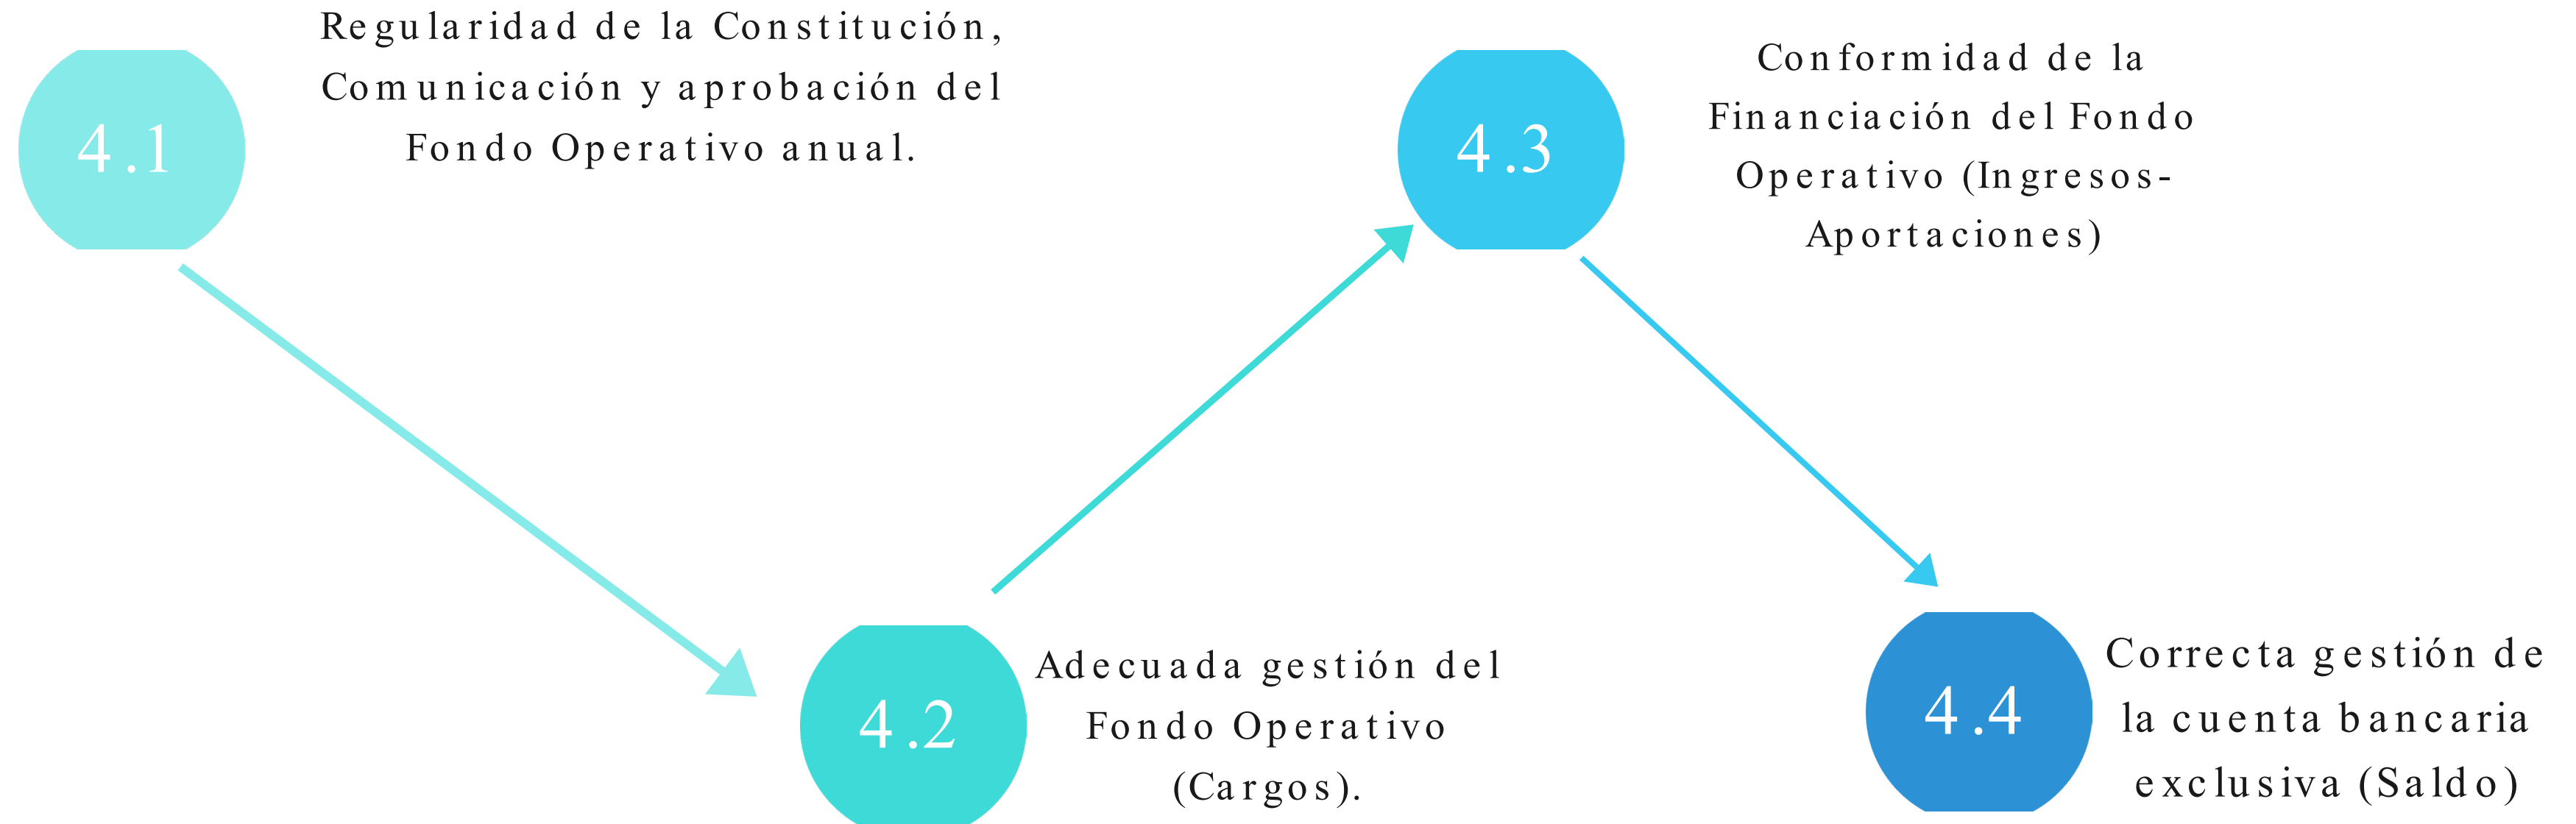 4.1
Regularidad de la Constitución,
Comunicación y aprobación del
Fondo Operativo anual.
4.2
Adecuada gestión del
Fondo Operativo
(Cargos).
4.3
Conformidad de la
Financiación del Fondo
Operativo (Ingresos-
Aportaciones)
4.4
Correcta gestión de
la cuenta bancaria
exclusiva (Saldo)